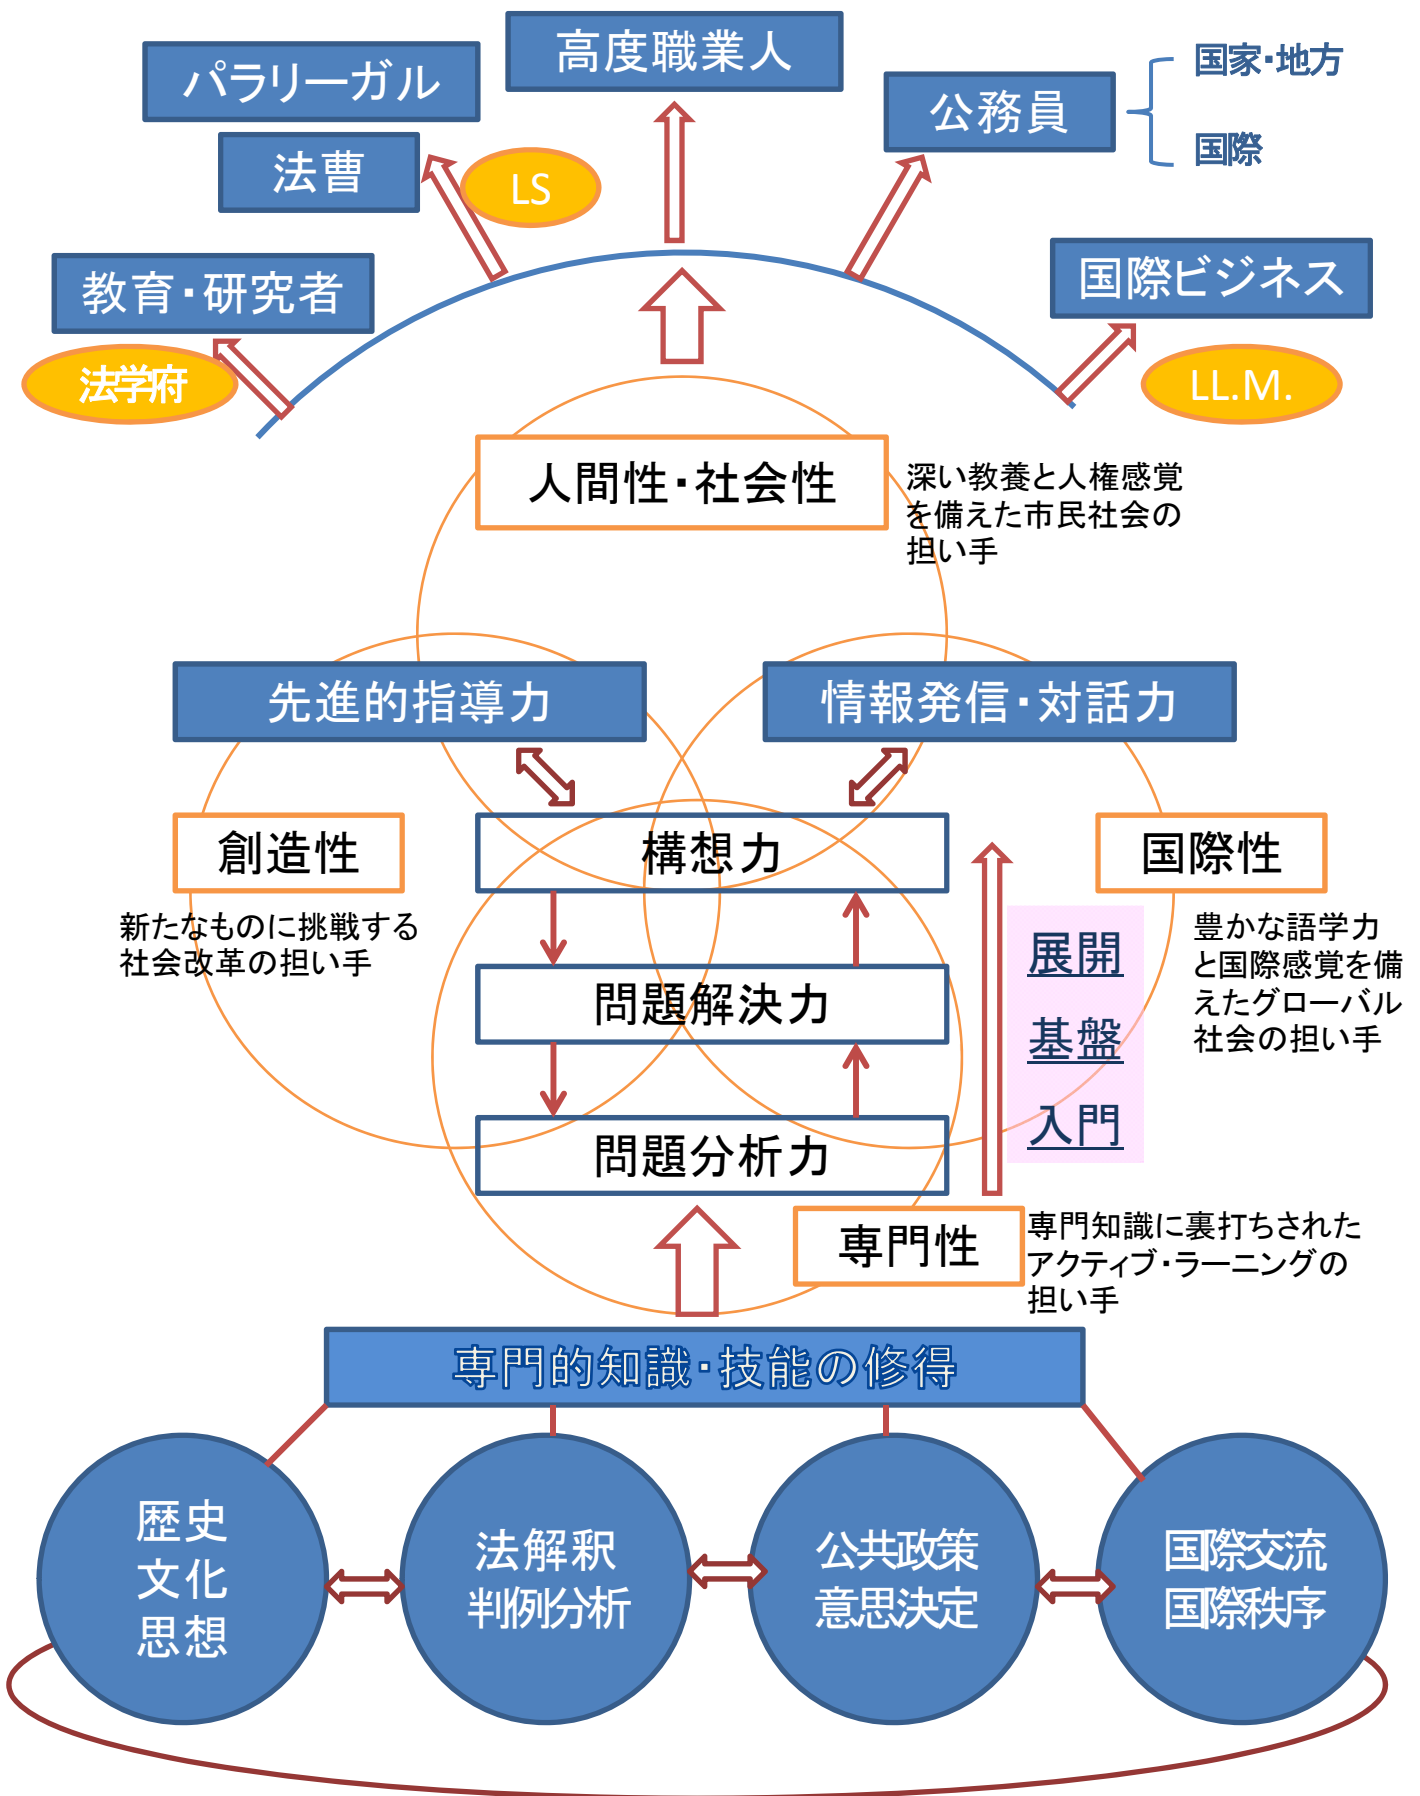 高度職業人
パラリーガル
国家・地方
公務員
国際
法曹
LS
教育・研究者
国際ビジネス
法学府
LL.M.
人間性・社会性
深い教養と人権感覚
を備えた市民社会の
担い手
先進的指導力
情報発信・対話力
創造性
構想力
国際性
新たなものに挑戦する
社会改革の担い手
展開
豊かな語学力
と国際感覚を備
えたグローバル
社会の担い手
問題解決力
基盤
入門
問題分析力
専門性
専門知識に裏打ちされた
アクティブ・ラーニングの
担い手
専門的知識・技能の修得
歴史
文化
思想
法解釈
判例分析
公共政策
意思決定
国際交流
国際秩序